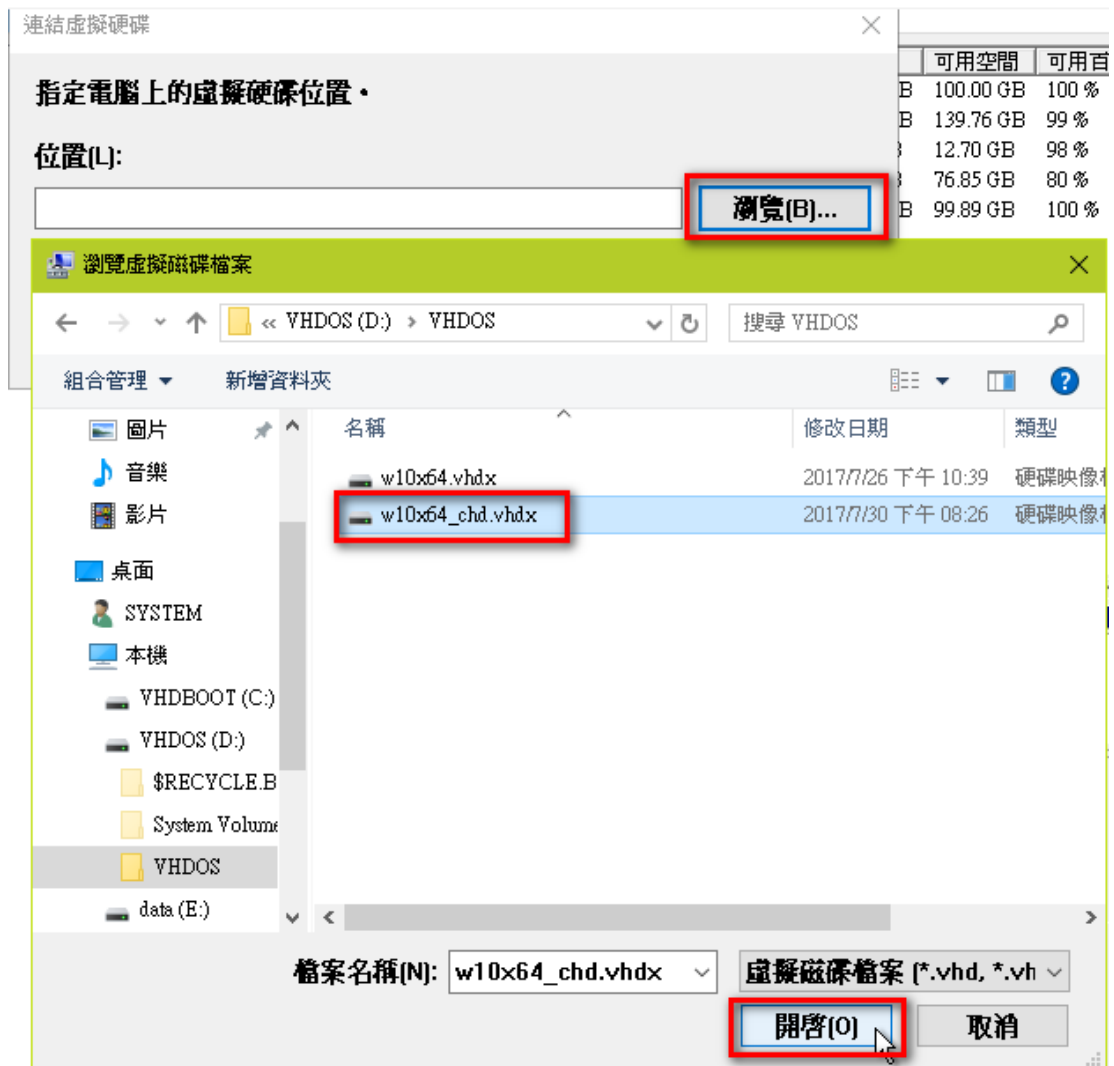 連結虛擬硬碟
指定電腦上的虛擬硬碟位置。
位置(L):
瀏覽(B)...
可用空間 可用百
B 100.00 GB 100 %
B 139.76 GB 99 %
12.70 GB 98 %
76.85 GB 80 %
B 99.89 GB 100 %
瀏覽虛擬磁碟檔案
« VHDOS (D:) › VHDOS
搜尋 VHDOS
組合管理 新增資料夾
名稱 修改日期 類型
w10x64.vhdx 2017/7/26 下午 10:39 硬碟映像
w10x64_chd.vhdx 2017/7/30 下午 08:26 硬碟映像
圖片
音樂
影片
桌面
SYSTEM
本機
VHDBOOT (C:)
VHDOS (D:)
$RECYCLE.B
System Volume
VHDOS
data (E:)
檔案名稱(N): w10x64_chd.vhdx 虛擬磁碟檔案 (*.vhd, *.vh
開啓(O) 取消